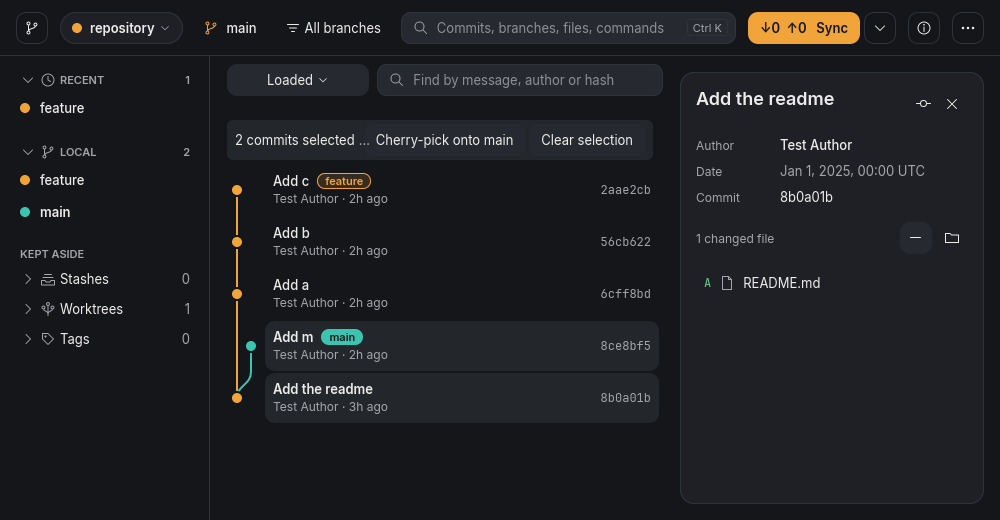 repository
main
All branches
Commits, branches, files, commands
Ctrl K
↓0 ↑0 Sync
RECENT 1
feature
LOCAL 2
feature
main
KEPT ASIDE
Stashes 0
Worktrees 1
Tags 0
Loaded
Find by message, author or hash
2 commits selected ...
Cherry-pick onto main
Clear selection
Add c feature
Test Author · 2h ago
2aae2cb
Add b
Test Author · 2h ago
56cb622
Add a
Test Author · 2h ago
6cff8bd
Add m main
Test Author · 2h ago
8ce8bf5
Add the readme
Test Author · 3h ago
8b0a01b
Add the readme
Author Test Author
Date Jan 1, 2025, 00:00 UTC
Commit 8b0a01b
1 changed file
A README.md